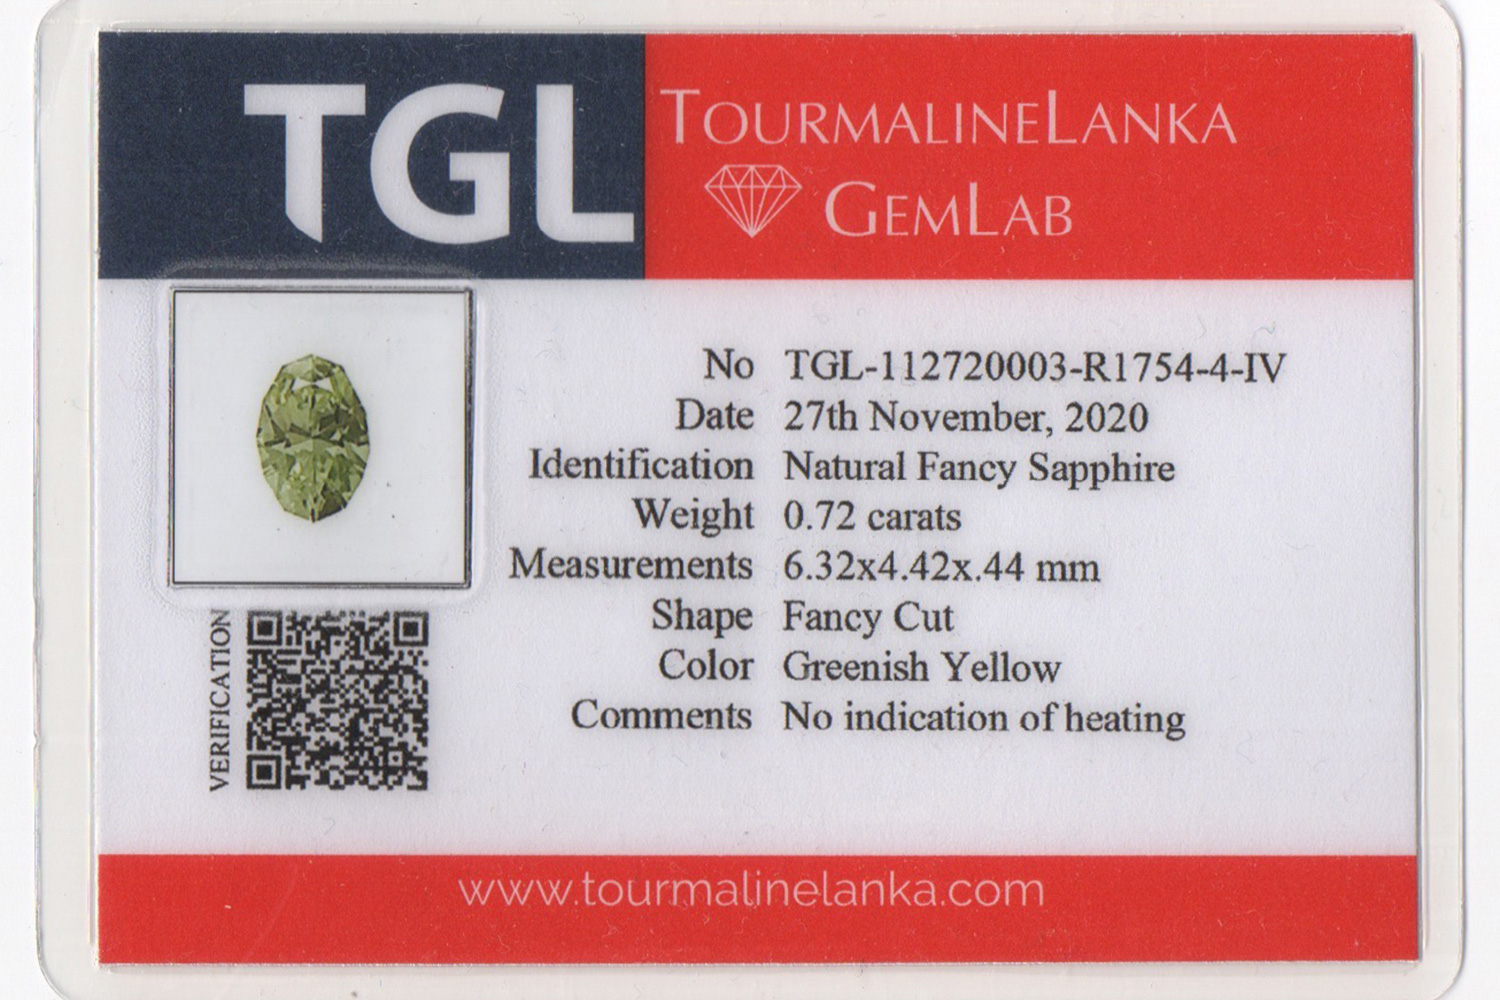 TGL
TOURMALINELANKA
GEMLAB
No TGL-112720003-R1754-4-IV
Date 27th November, 2020
Identification Natural Fancy Sapphire
Weight 0.72 carats
Measurements 6.32x4.42x.44 mm
Shape Fancy Cut
Color Greenish Yellow
Comments No indication of heating
VERIFICATION
www.tourmalinelanka.com